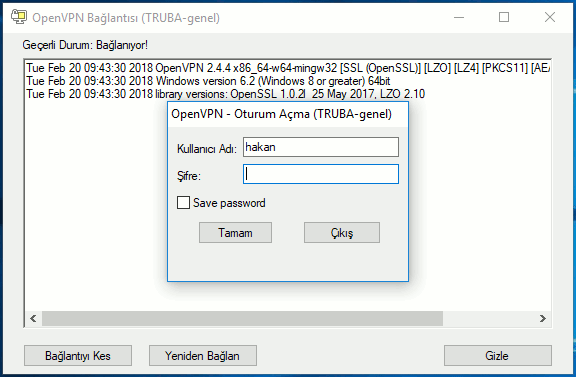 OpenVPN Bağlantısı (TRUBA-genel)
Geçerli Durum: Bağlanıyor!
Tue Feb 20 09:43:30 2018 OpenVPN 2.4.4 x86_64-w64-mingw32 [SSL (OpenSSL)] [LZO] [LZ4] [PKCS11] [AE
Tue Feb 20 09:43:30 2018 Windows version 6.2 (Windows 8 or greater) 64bit
Tue Feb 20 09:43:30 2018 library versions: OpenSSL 1.0.2l 25 May 2017, LZO 2.10
OpenVPN - Oturum Açma (TRUBA-genel)
Kullanıcı Adı: hakan
Şifre:
Save password
Tamam Çıkış
Bağlantıyı Kes Yeniden Bağlan Gizle